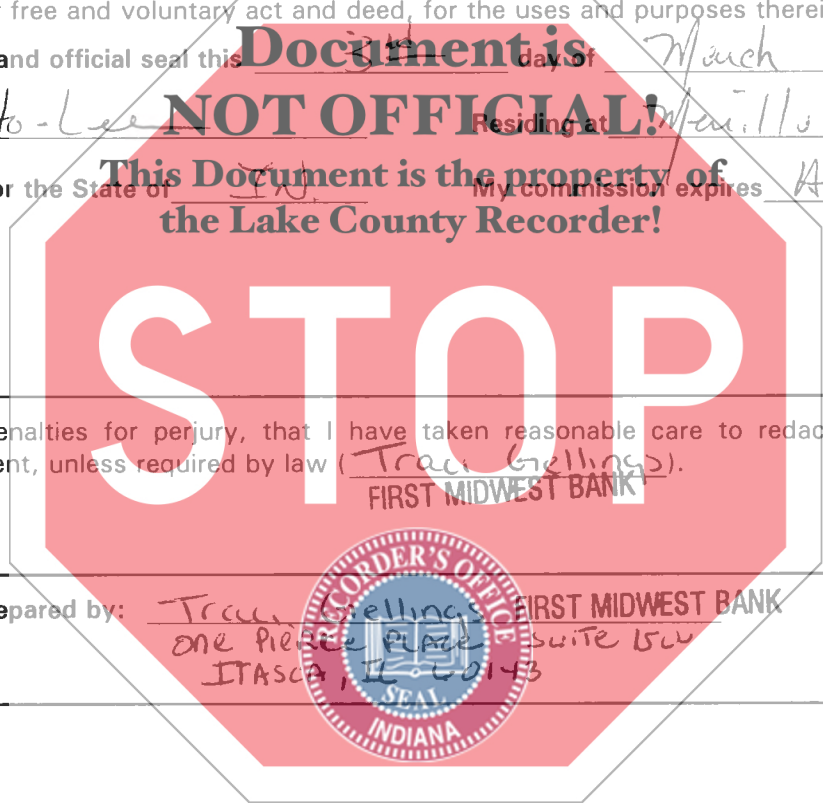 free and voluntary act and deed, for the uses and purposes therei
and official seal this 3rd day of March
Document is
o-Lee Residing at
NOT OFFICIAL!
This Document is the property of
or the State of IN. My commission expires A
the Lake County Recorder!
STOP
enalties for perjury, that I have taken reasonable care to redac
ent, unless required by law (Traci Gellings).
FIRST MIDWEST BANK
RECORDER'S OFFICE
epared by: Traci Gellings FIRST MIDWEST BANK
one PIERCE PLACE SUITE
ITASCA, IL 60143
SEAL
INDIANA